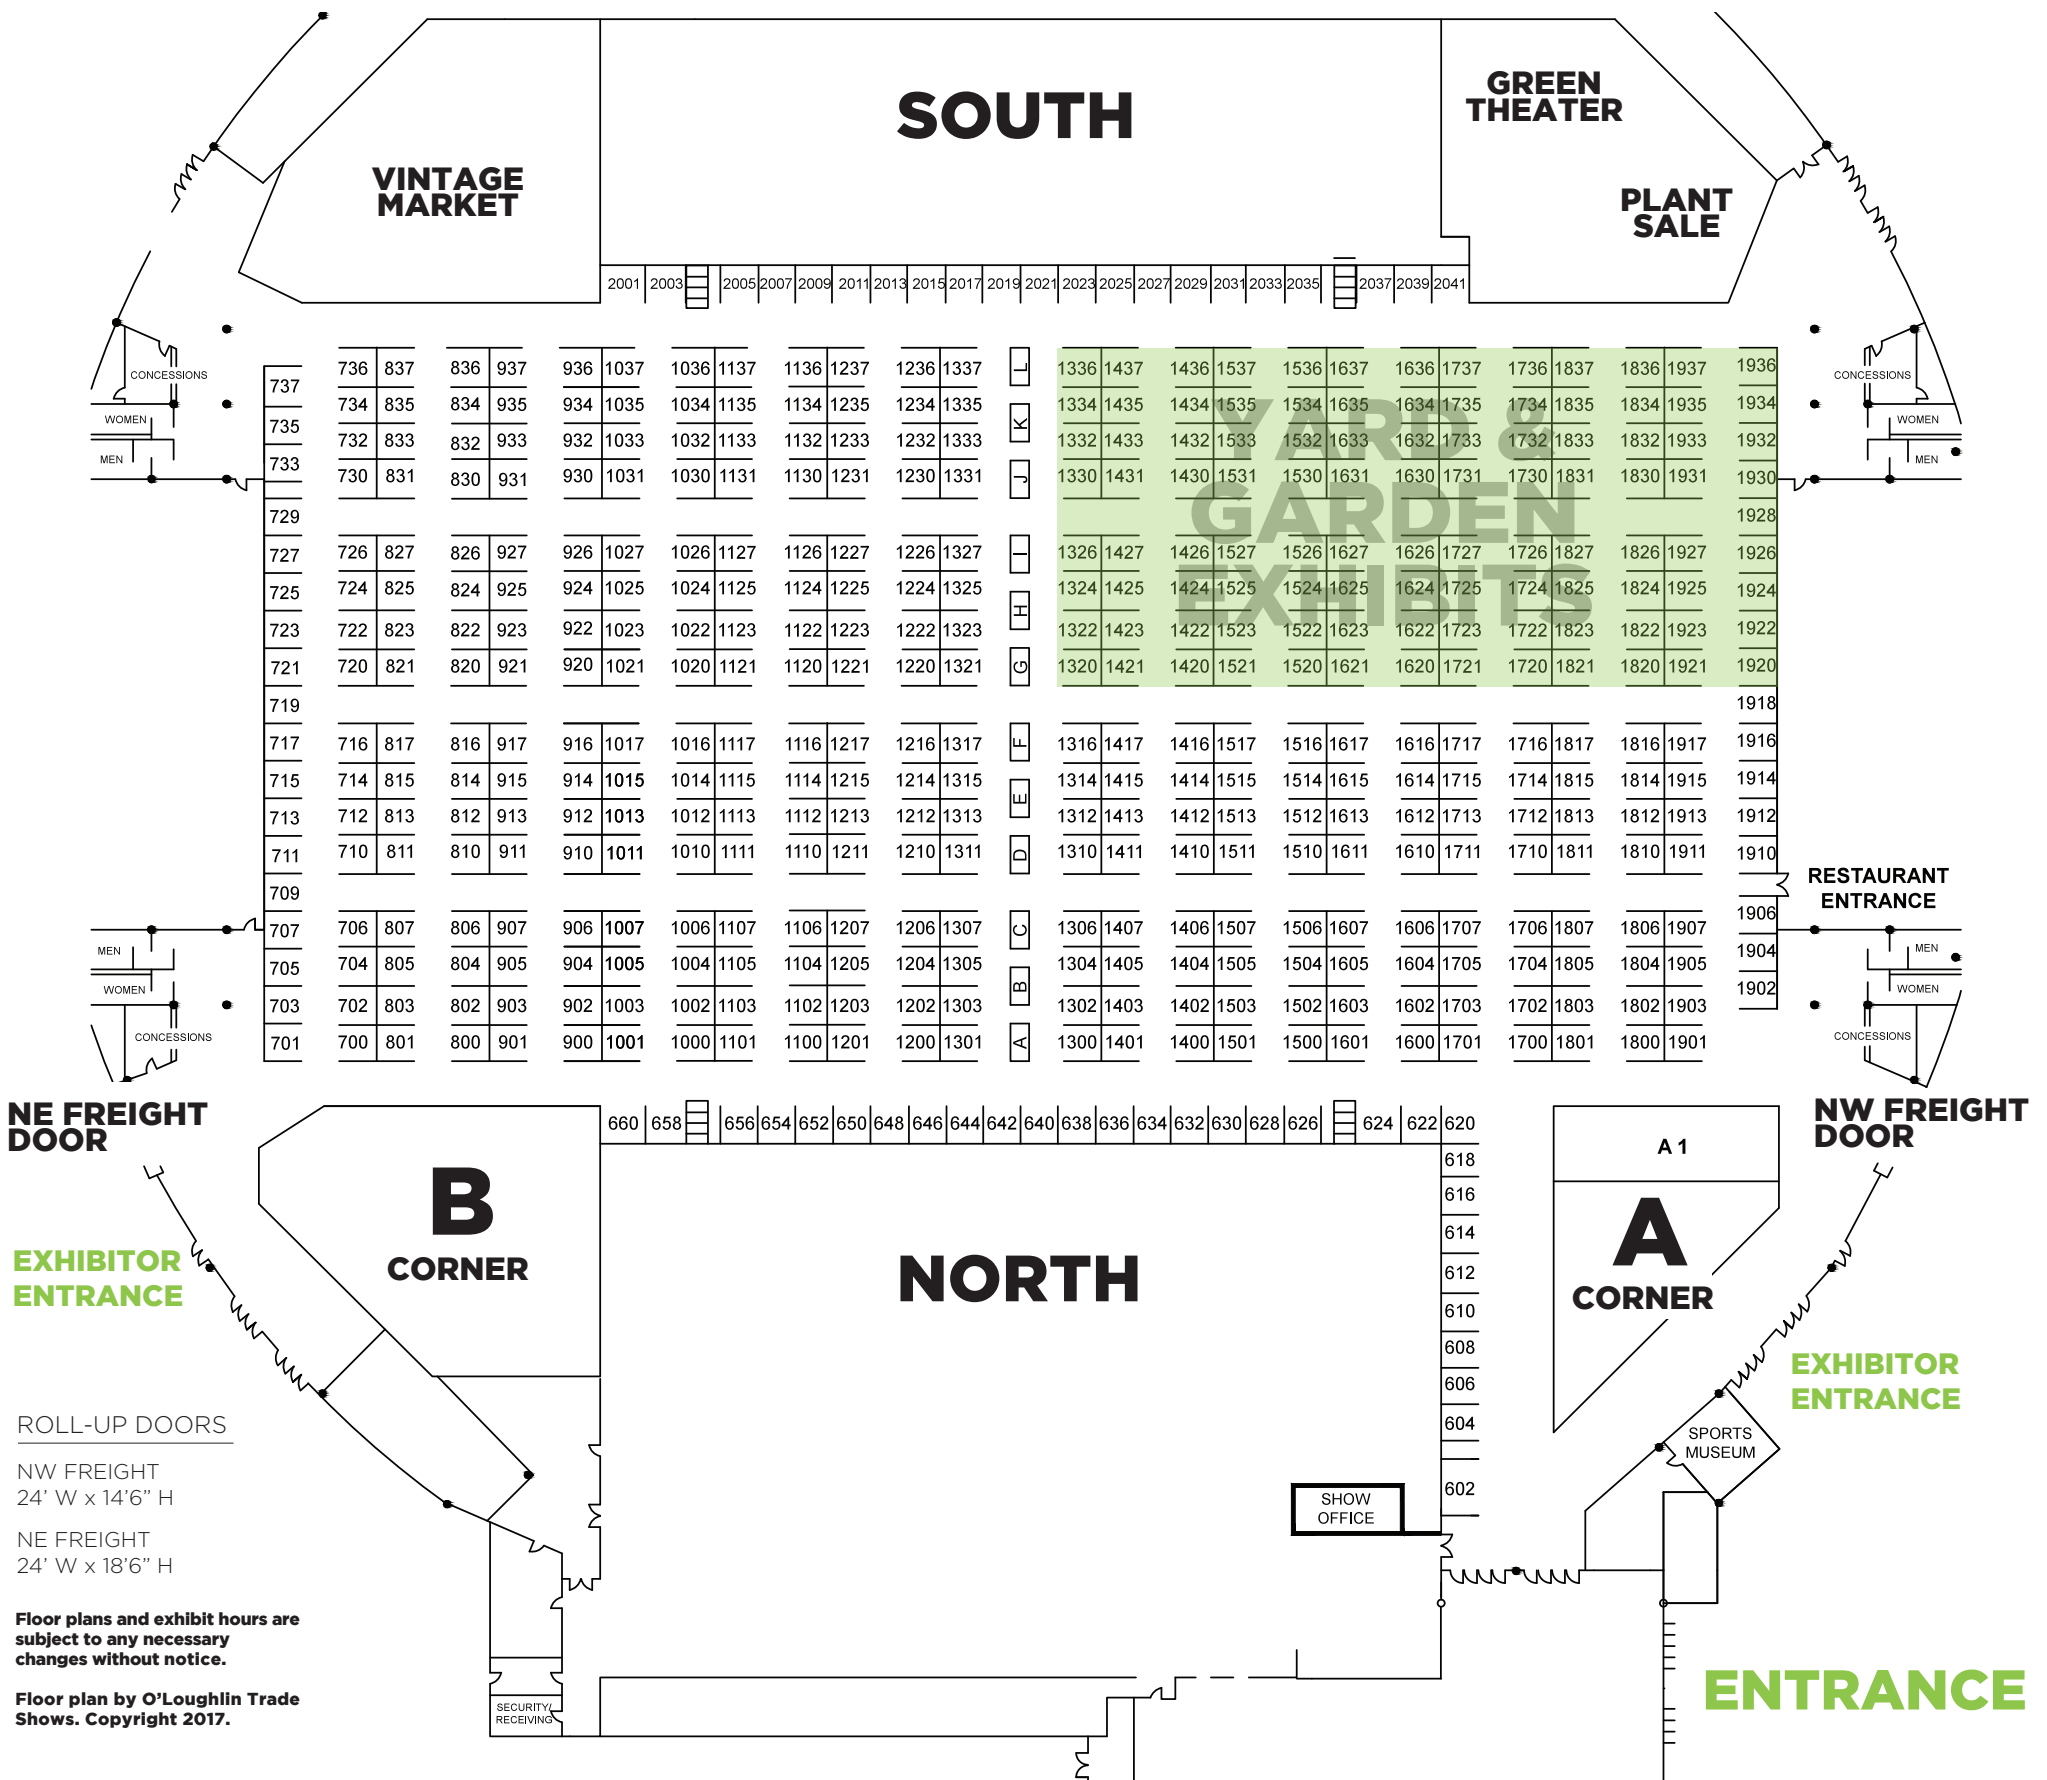 SOUTH
GREEN
THEATER
VINTAGE
MARKET
PLANT
SALE
2001 2003 2005 2007 2009 2011 2013 2015 2017 2019 2021 2023 2025 2027 2029 2031 2033 2035 2037 2039 2041
CONCESSIONS
WOMEN
MEN
CONCESSIONS
WOMEN
MEN
YARD &
GARDEN
EXHIBITS
736 837 836 937 936 1037 1036 1137 1136 1237 1236 1337 L 1336 1437 1436 1537 1536 1637 1636 1737 1736 1837 1836 1937 1936
737
734 835 834 935 934 1035 1034 1135 1134 1235 1234 1335 K 1334 1435 1434 1535 1534 1635 1634 1735 1734 1835 1834 1935 1934
735
732 833 832 933 932 1033 1032 1133 1132 1233 1232 1333 1332 1433 1432 1533 1532 1633 1632 1733 1732 1833 1832 1933 1932
733
730 831 830 931 930 1031 1030 1131 1130 1231 1230 1331 J 1330 1431 1430 1531 1530 1631 1630 1731 1730 1831 1830 1931 1930
729 1928
727 726 827 826 927 926 1027 1026 1127 1126 1227 1226 1327 I 1326 1427 1426 1527 1526 1627 1626 1727 1726 1827 1826 1927 1926
725 724 825 824 925 924 1025 1024 1125 1124 1225 1224 1325 H 1324 1425 1424 1525 1524 1625 1624 1725 1724 1825 1824 1925 1924
723 722 823 822 923 922 1023 1022 1123 1122 1223 1222 1323 1322 1423 1422 1523 1522 1623 1622 1723 1722 1823 1822 1923 1922
721 720 821 820 921 920 1021 1020 1121 1120 1221 1220 1321 G 1320 1421 1420 1521 1520 1621 1620 1721 1720 1821 1820 1921 1920
719 1918
717 716 817 816 917 916 1017 1016 1117 1116 1217 1216 1317 F 1316 1417 1416 1517 1516 1617 1616 1717 1716 1817 1816 1917 1916
715 714 815 814 915 914 1015 1014 1115 1114 1215 1214 1315 E 1314 1415 1414 1515 1514 1615 1614 1715 1714 1815 1814 1915 1914
713 712 813 812 913 912 1013 1012 1113 1112 1213 1212 1313 1312 1413 1412 1513 1512 1613 1612 1713 1712 1813 1812 1913 1912
711 710 811 810 911 910 1011 1010 1111 1110 1211 1210 1311 D 1310 1411 1410 1511 1510 1611 1610 1711 1710 1811 1810 1911 1910
709
RESTAURANT
ENTRANCE
707 706 807 806 907 906 1007 1006 1107 1106 1207 1206 1307 C 1306 1407 1406 1507 1506 1607 1606 1707 1706 1807 1806 1907 1906
705 704 805 804 905 904 1005 1004 1105 1104 1205 1204 1305 B 1304 1405 1404 1505 1504 1605 1604 1705 1704 1805 1804 1905 1904
703 702 803 802 903 902 1003 1002 1103 1102 1203 1202 1303 1302 1403 1402 1503 1502 1603 1602 1703 1702 1803 1802 1903 1902
701 700 801 800 901 900 1001 1000 1101 1100 1201 1200 1301 A 1300 1401 1400 1501 1500 1601 1600 1701 1700 1801 1800 1901
MEN
WOMEN
CONCESSIONS
MEN
WOMEN
CONCESSIONS
NE FREIGHT
DOOR
NW FREIGHT
DOOR
660 658 656 654 652 650 648 646 644 642 640 638 636 634 632 630 628 626 624 622 620
618
616
614
612
610
608
606
604
602
A 1
B
CORNER
A
CORNER
NORTH
EXHIBITOR
ENTRANCE
EXHIBITOR
ENTRANCE
SPORTS
MUSEUM
SHOW
OFFICE
ROLL-UP DOORS
NW FREIGHT
24' W x 14'6" H
NE FREIGHT
24' W x 18'6" H
Floor plans and exhibit hours are
subject to any necessary
changes without notice.
Floor plan by O'Loughlin Trade
Shows. Copyright 2017.
SECURITY/
RECEIVING
ENTRANCE